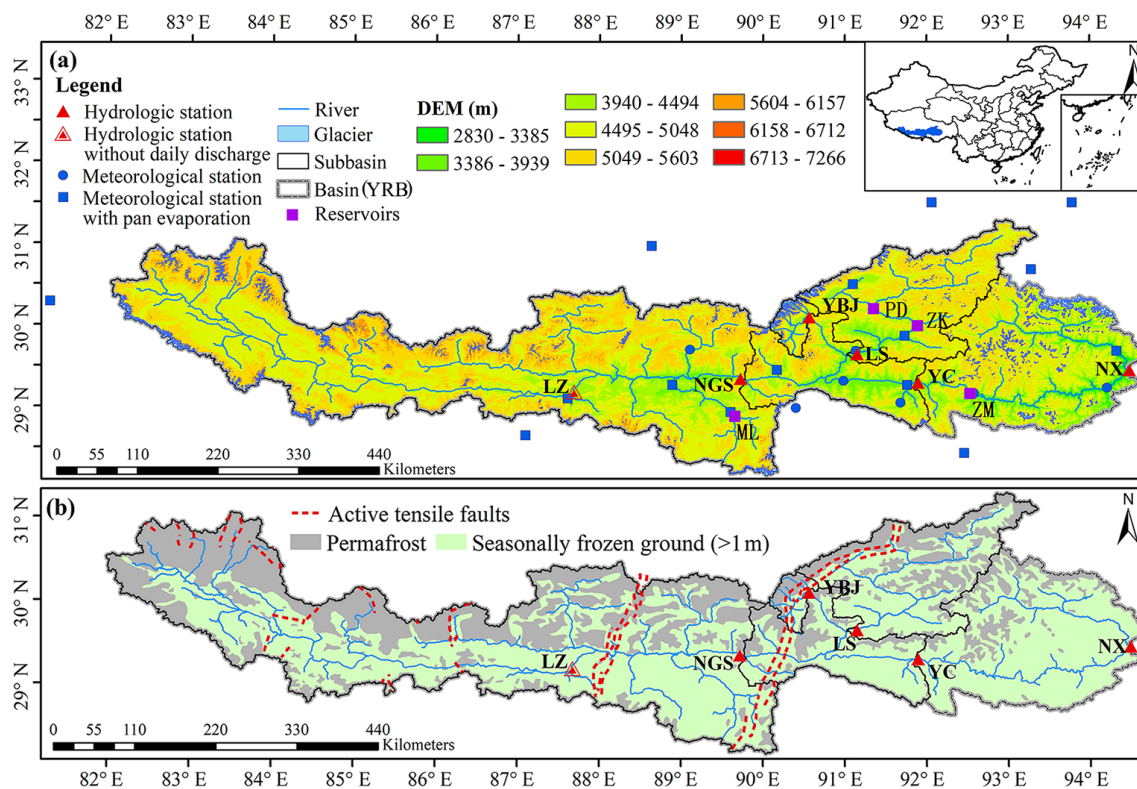 82° E 83° E 84° E 85° E 86° E 87° E 88° E 89° E 90° E 91° E 92° E 93° E 94° E
(a)
Legend
Hydrologic station
Hydrologic station
without daily discharge
Meteorological station
Meteorological station
with pan evaporation
River
Glacier
Subbasin
Basin (YRB)
Reservoirs
DEM (m)
2830 - 3385
3386 - 3939
3940 - 4494
4495 - 5048
5049 - 5603
5604 - 6157
6158 - 6712
6713 - 7266
N
33° N
32° N
31° N
30° N
29° N
YBJ
PD
ZK
LS
LZ
NGS
YC
NX
ML
ZM
0 55 110 220 330 440
Kilometers
(b)
Active tensile faults
Permafrost
Seasonally frozen ground (>1 m)
N
31° N
30° N
29° N
YBJ
LS
LZ
NGS
YC
NX
0 55 110 220 330 440
Kilometers
82° E 83° E 84° E 85° E 86° E 87° E 88° E 89° E 90° E 91° E 92° E 93° E 94° E